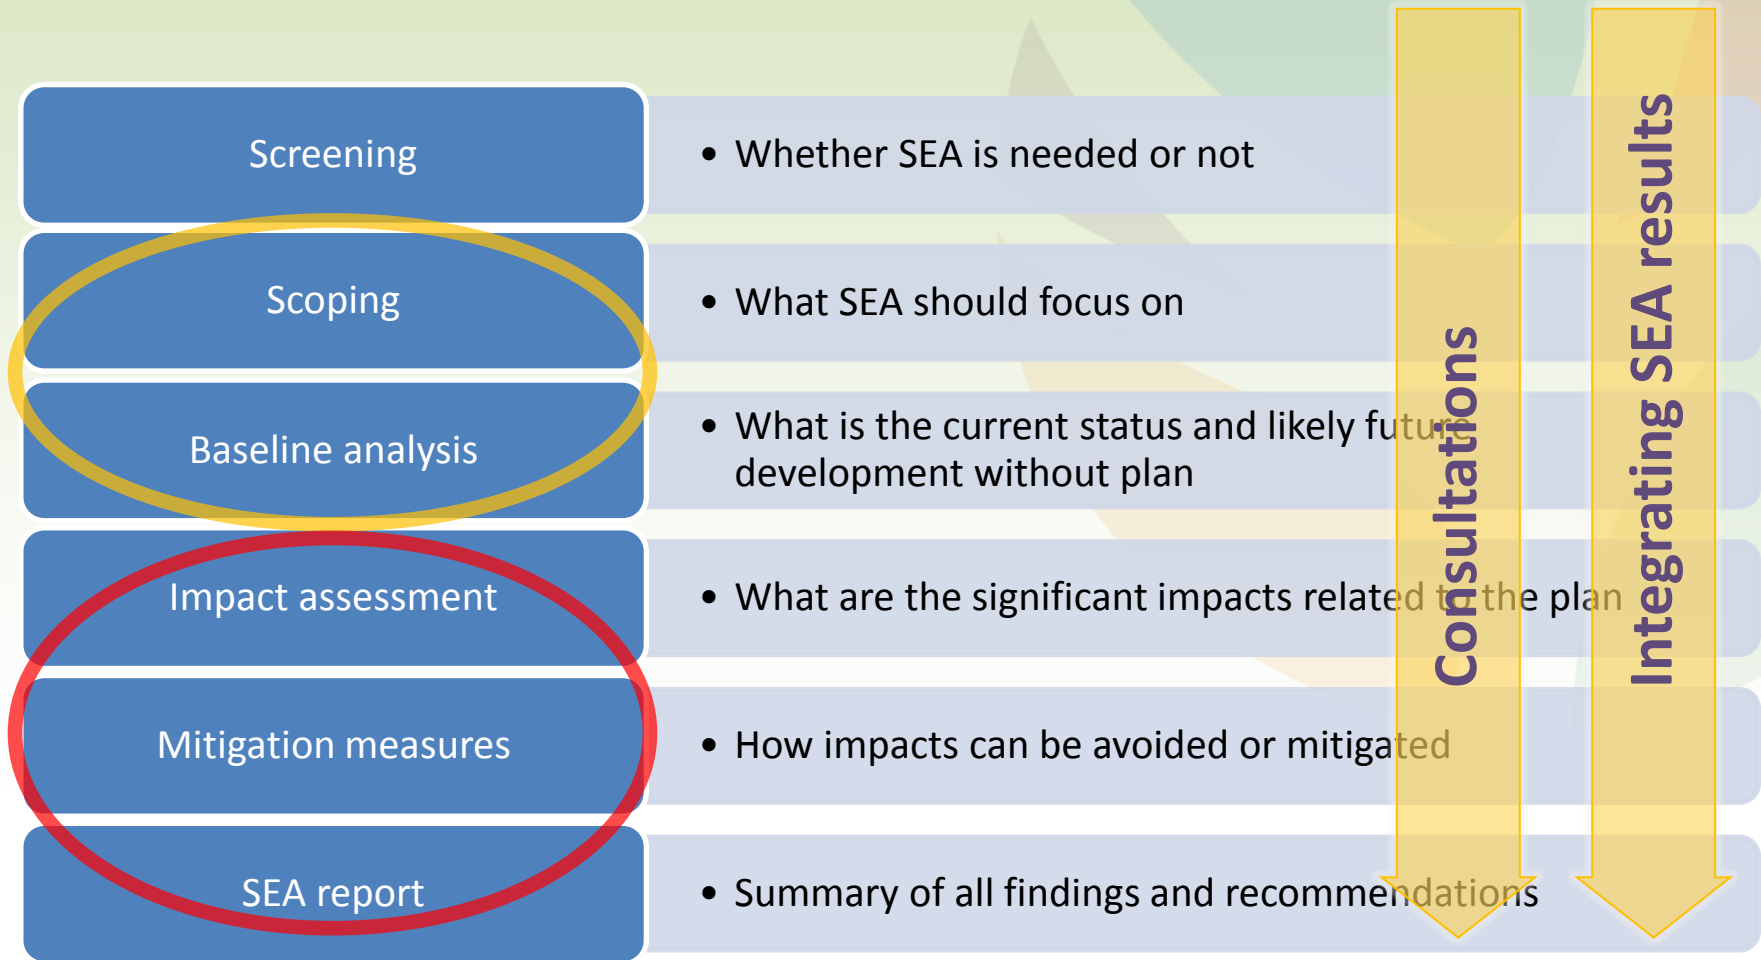 Screening
• Whether SEA is needed or not
Scoping
• What SEA should focus on
Baseline analysis
• What is the current status and likely future
development without plan
Impact assessment
• What are the significant impacts related to the plan
Mitigation measures
• How impacts can be avoided or mitigated
SEA report
• Summary of all findings and recommendations
Consultations
Integrating SEA results